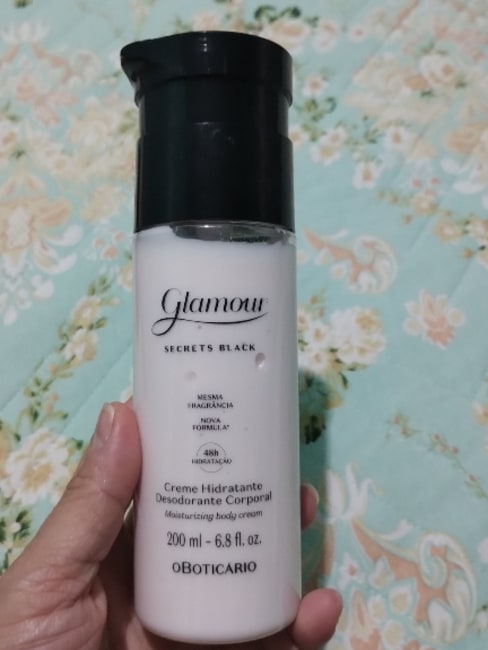 Glamour
SECRETS BLACK
MESMA
FRAGRÂNCIA
NOVA
FORMULA*
48h
HIDRATAÇÃO
Creme Hidratante
Desodorante Corporal
Moisturizing body cream
200 ml - 6.8 fl. oz.
oBOTICÁRIO